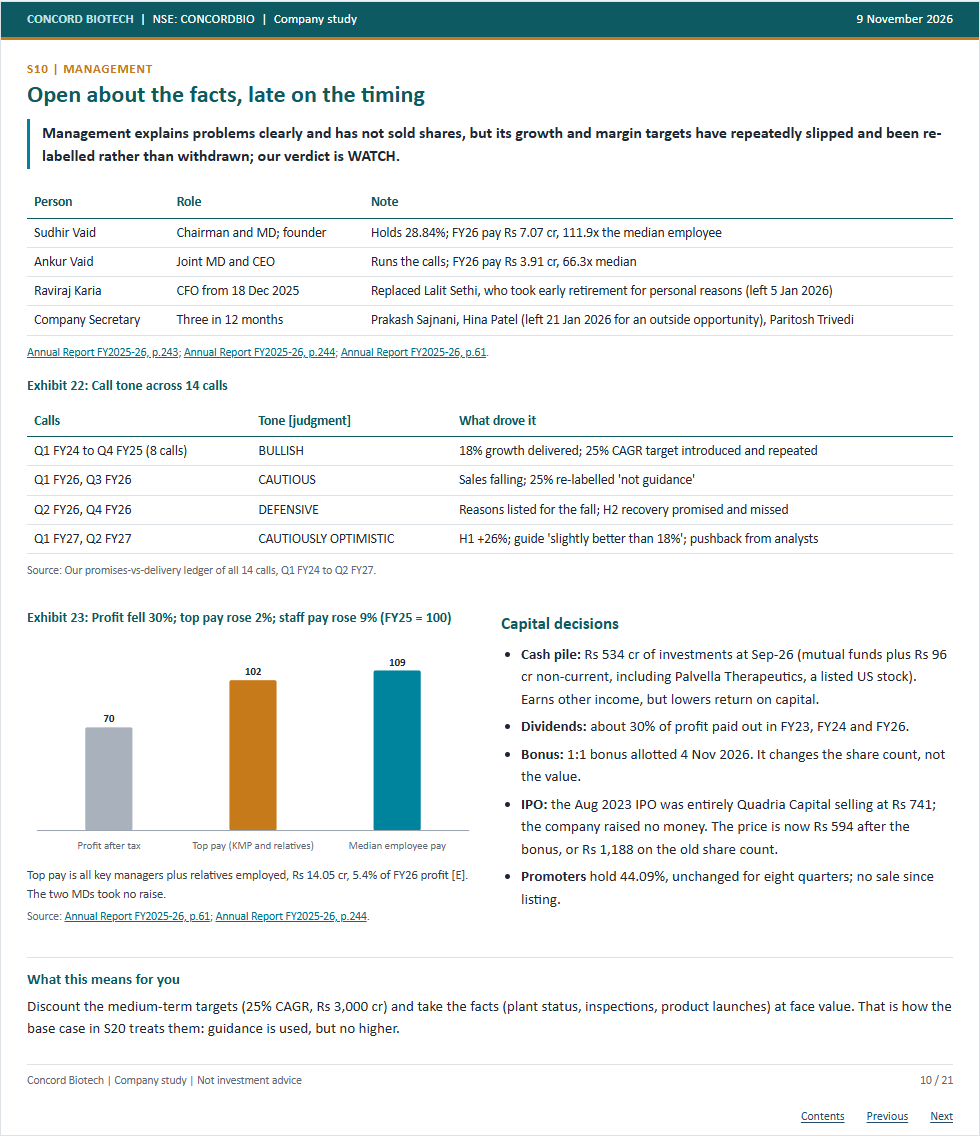 CONCORD BIOTECH | NSE: CONCORDBIO | Company study
9 November 2026
S10 | MANAGEMENT
Open about the facts, late on the timing
Management explains problems clearly and has not sold shares, but its growth and margin targets have repeatedly slipped and been re-
labelled rather than withdrawn; our verdict is WATCH.
Person Role Note
Sudhir Vaid Chairman and MD; founder Holds 28.84%; FY26 pay Rs 7.07 cr, 111.9x the median employee
Ankur Vaid Joint MD and CEO Runs the calls; FY26 pay Rs 3.91 cr, 66.3x median
Raviraj Karia CFO from 18 Dec 2025 Replaced Lalit Sethi, who took early retirement for personal reasons (left 5 Jan 2026)
Company Secretary Three in 12 months Prakash Sajnani, Hina Patel (left 21 Jan 2026 for an outside opportunity), Paritosh Trivedi
Annual Report FY2025-26, p.243; Annual Report FY2025-26, p.244; Annual Report FY2025-26, p.61.
Exhibit 22: Call tone across 14 calls
Calls Tone [judgment] What drove it
Q1 FY24 to Q4 FY25 (8 calls) BULLISH 18% growth delivered; 25% CAGR target introduced and repeated
Q1 FY26, Q3 FY26 CAUTIOUS Sales falling; 25% re-labelled 'not guidance'
Q2 FY26, Q4 FY26 DEFENSIVE Reasons listed for the fall; H2 recovery promised and missed
Q1 FY27, Q2 FY27 CAUTIOUSLY OPTIMISTIC H1 +26%; guide 'slightly better than 18%'; pushback from analysts
Source: Our promises-vs-delivery ledger of all 14 calls, Q1 FY24 to Q2 FY27.
Exhibit 23: Profit fell 30%; top pay rose 2%; staff pay rose 9% (FY25 = 100)
70
102
109
Profit after tax
Top pay (KMP and relatives)
Median employee pay
Top pay is all key managers plus relatives employed, Rs 14.05 cr, 5.4% of FY26 profit [E].
The two MDs took no raise.
Source: Annual Report FY2025-26, p.61; Annual Report FY2025-26, p.244.
Capital decisions
• Cash pile: Rs 534 cr of investments at Sep-26 (mutual funds plus Rs 96
cr non-current, including Palvella Therapeutics, a listed US stock).
Earns other income, but lowers return on capital.
• Dividends: about 30% of profit paid out in FY23, FY24 and FY26.
• Bonus: 1:1 bonus allotted 4 Nov 2026. It changes the share count, not
the value.
• IPO: the Aug 2023 IPO was entirely Quadria Capital selling at Rs 741;
the company raised no money. The price is now Rs 594 after the
bonus, or Rs 1,188 on the old share count.
• Promoters hold 44.09%, unchanged for eight quarters; no sale since
listing.
What this means for you
Discount the medium-term targets (25% CAGR, Rs 3,000 cr) and take the facts (plant status, inspections, product launches) at face value. That is how the
base case in S20 treats them: guidance is used, but no higher.
Concord Biotech | Company study | Not investment advice
10 / 21
Contents Previous Next